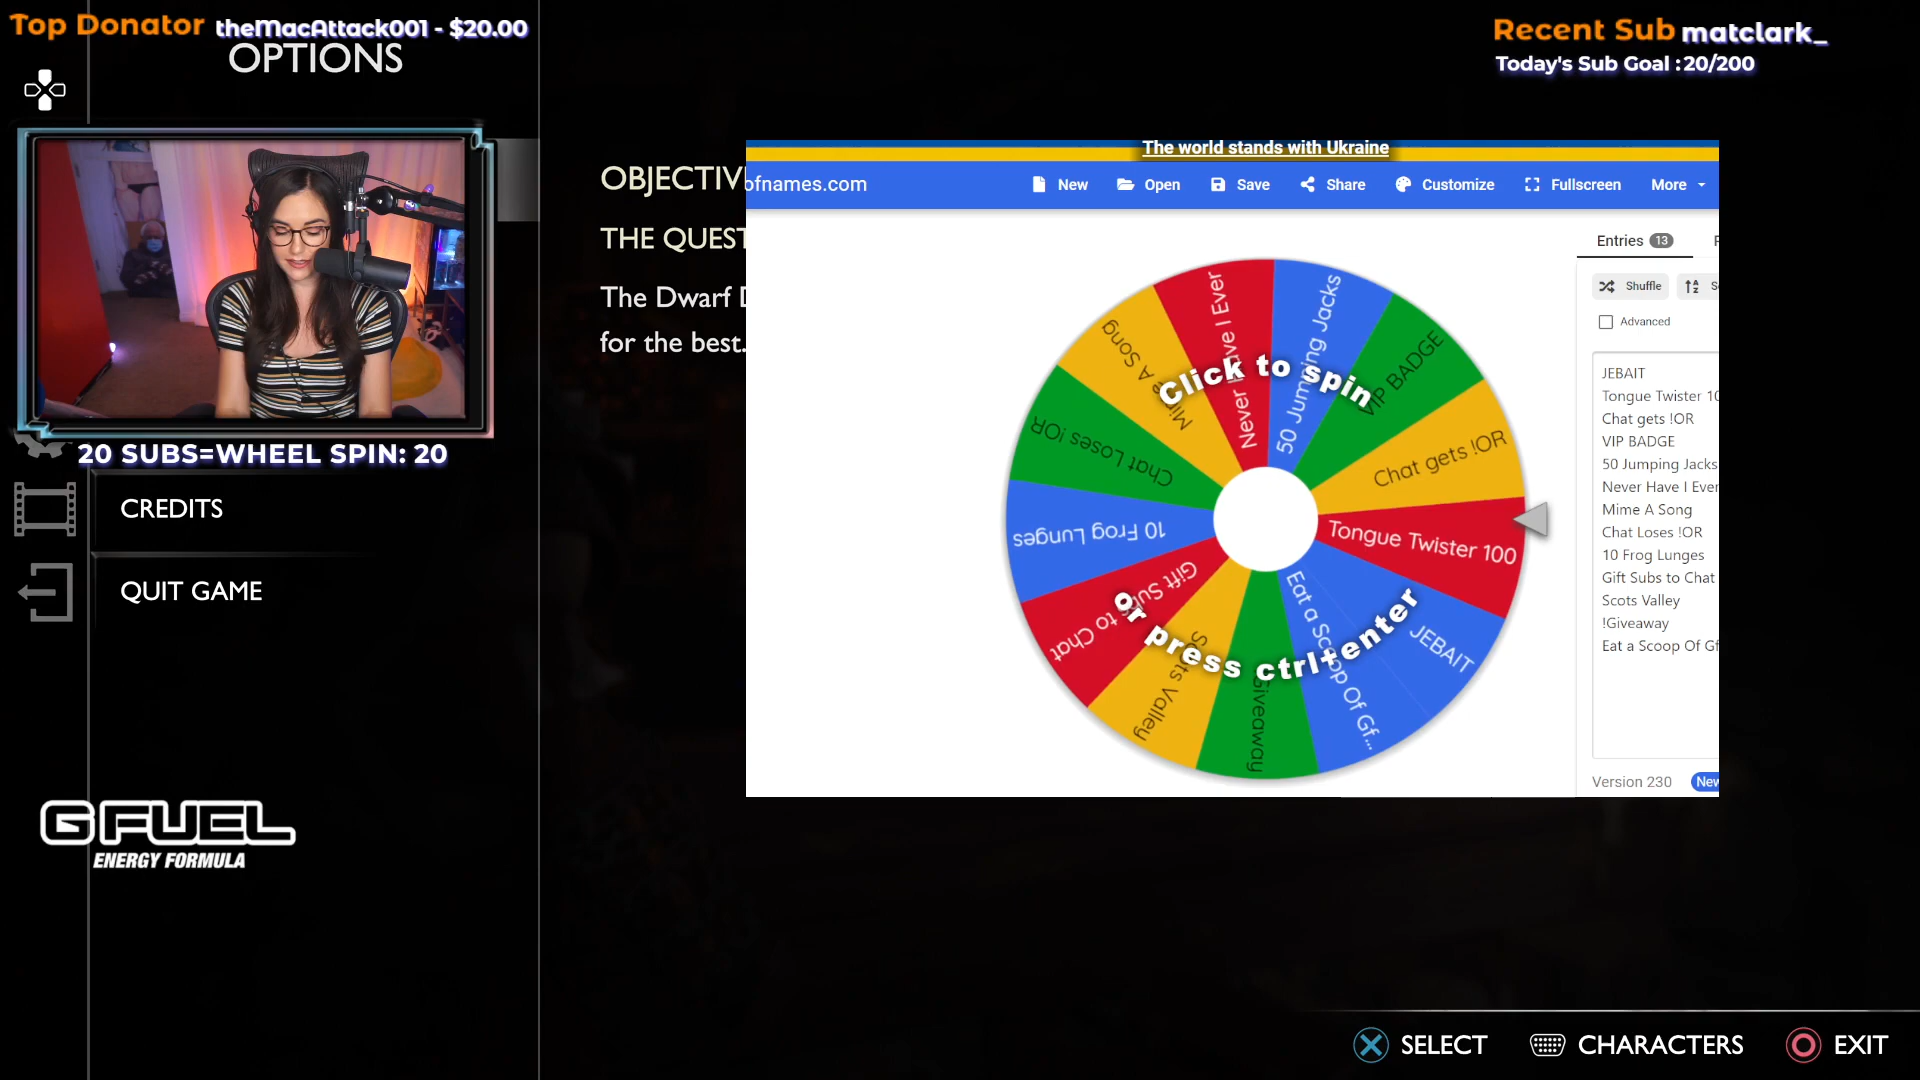 Top Donator theMacAttack001 - $20.00
OPTIONS
Recent Sub matclark_
Today's Sub Goal :20/200
20 SUBS=WHEEL SPIN: 20
CREDITS
QUIT GAME
G FUEL
ENERGY FORMULA
OBJECTIV
THE QUEST
The Dwarf
for the best.
The world stands with Ukraine
ofnames.com
New
Open
Save
Share
Customize
Fullscreen
More
Click to spin
or press ctrl+enter
Never Have I Ever
50 Jumping Jacks
VIP BADGE
Chat gets !OR
Tongue Twister 100
JEBAIT
Eat a Scoop Of Gf...
Giveaway
Scots Valley
Gift Subs to Chat
10 Frog Lunges
Chat Loses !OR
Mime A Song
Entries 13
Shuffle
Advanced
JEBAIT
Tongue Twister 10
Chat gets !OR
VIP BADGE
50 Jumping Jacks
Never Have I Ever
Mime A Song
Chat Loses !OR
10 Frog Lunges
Gift Subs to Chat
Scots Valley
!Giveaway
Eat a Scoop Of Gf
Version 230
New
SELECT
CHARACTERS
EXIT